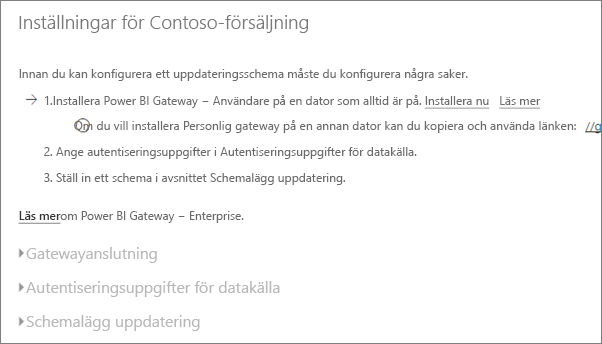 Inställningar för Contoso-försäljning
Innan du kan konfigurera ett uppdateringsschema måste du konfigurera några saker.
1.Installera Power BI Gateway – Användare på en dator som alltid är på. Installera nu Läs mer
Om du vill installera Personlig gateway på en annan dator kan du kopiera och använda länken: //g
2. Ange autentiseringsuppgifter i Autentiseringsuppgifter för datakälla.
3. Ställ in ett schema i avsnittet Schemalägg uppdatering.
Läs merom Power BI Gateway – Enterprise.
Gatewayanslutning
Autentiseringsuppgifter för datakälla
Schemalägg uppdatering